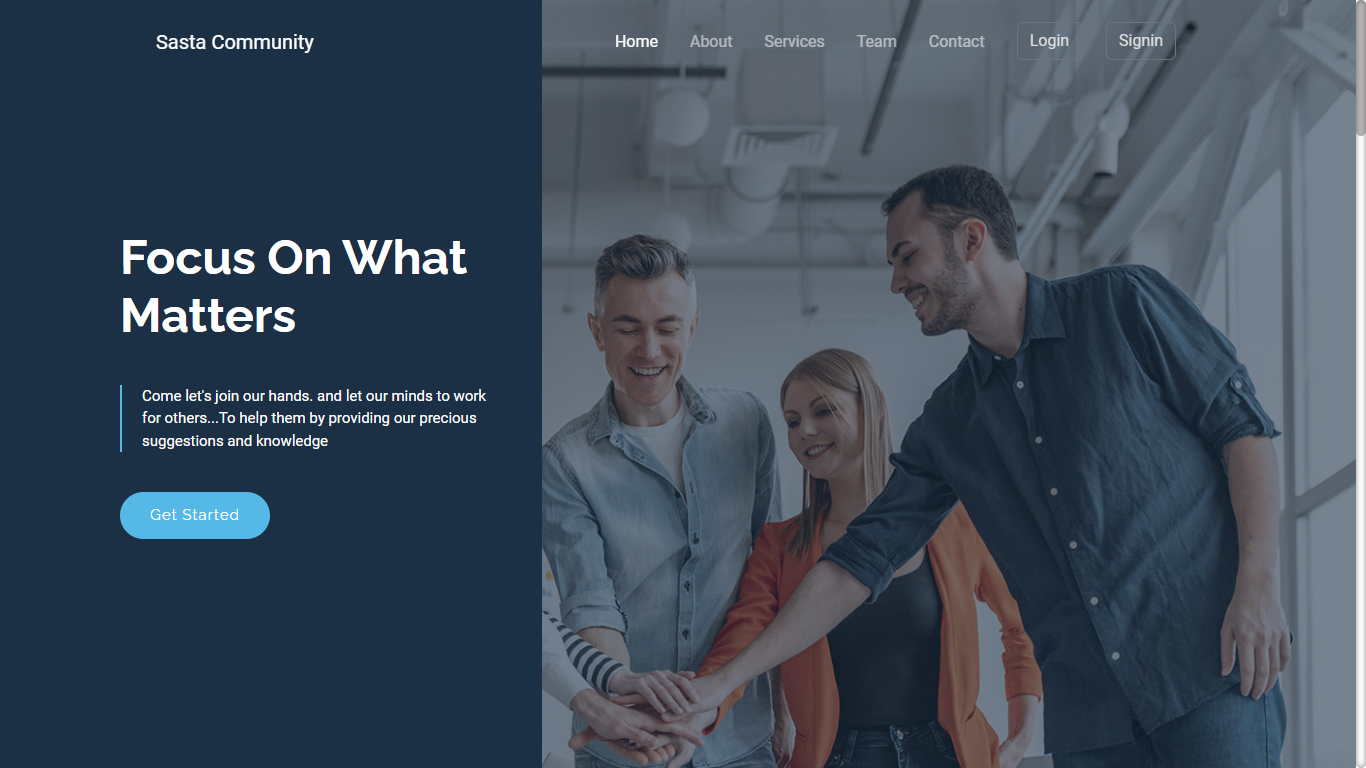 Sasta Community
Home About Services Team Contact Login Signin
Focus On What
Matters
Come let's join our hands. and let our minds to work
for others...To help them by providing our precious
suggestions and knowledge
Get Started